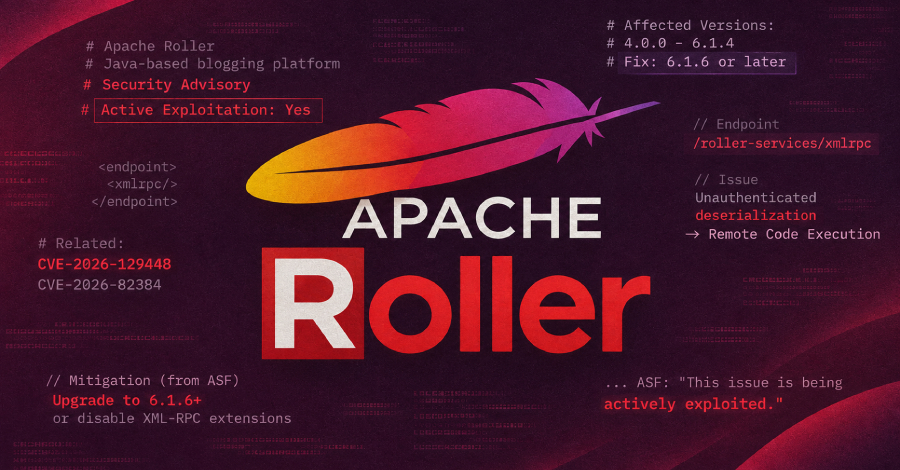 # Apache Roller
# Java-based blogging platform
# Security Advisory
# Active Exploitation: Yes
# Affected Versions:
# 4.0.0 – 6.1.4
# Fix: 6.1.6 or later
// Endpoint
/roller-services/xmlrpc
<endpoint>
<xmlrpc/>
</endpoint>
// Issue
Unauthenticated
deserialization
→ Remote Code Execution
APACHE
Roller
# Related:
CVE-2026-129448
CVE-2026-82384
// Mitigation (from ASF)
Upgrade to 6.1.6+
or disable XML-RPC extensions
... ASF: "This issue is being
actively exploited."